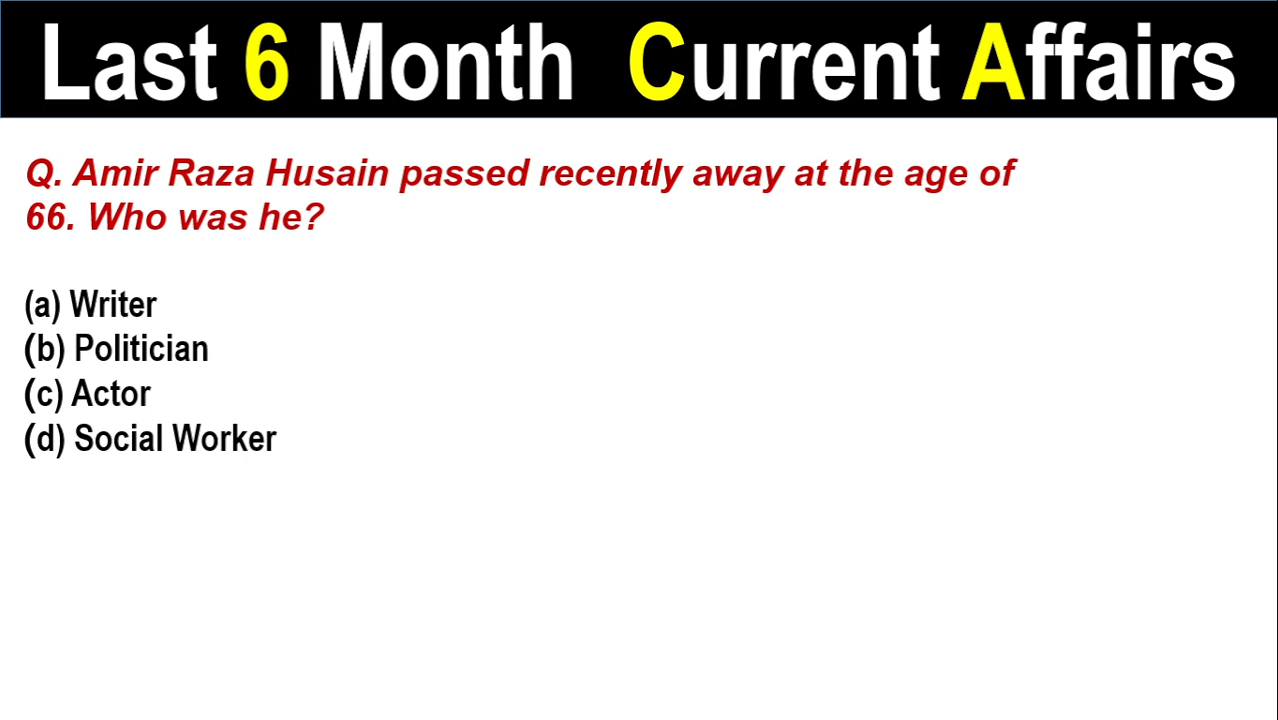 Last 6 Month Current Affairs
Q. Amir Raza Husain passed recently away at the age of
66. Who was he?
(a) Writer
(b) Politician
(c) Actor
(d) Social Worker